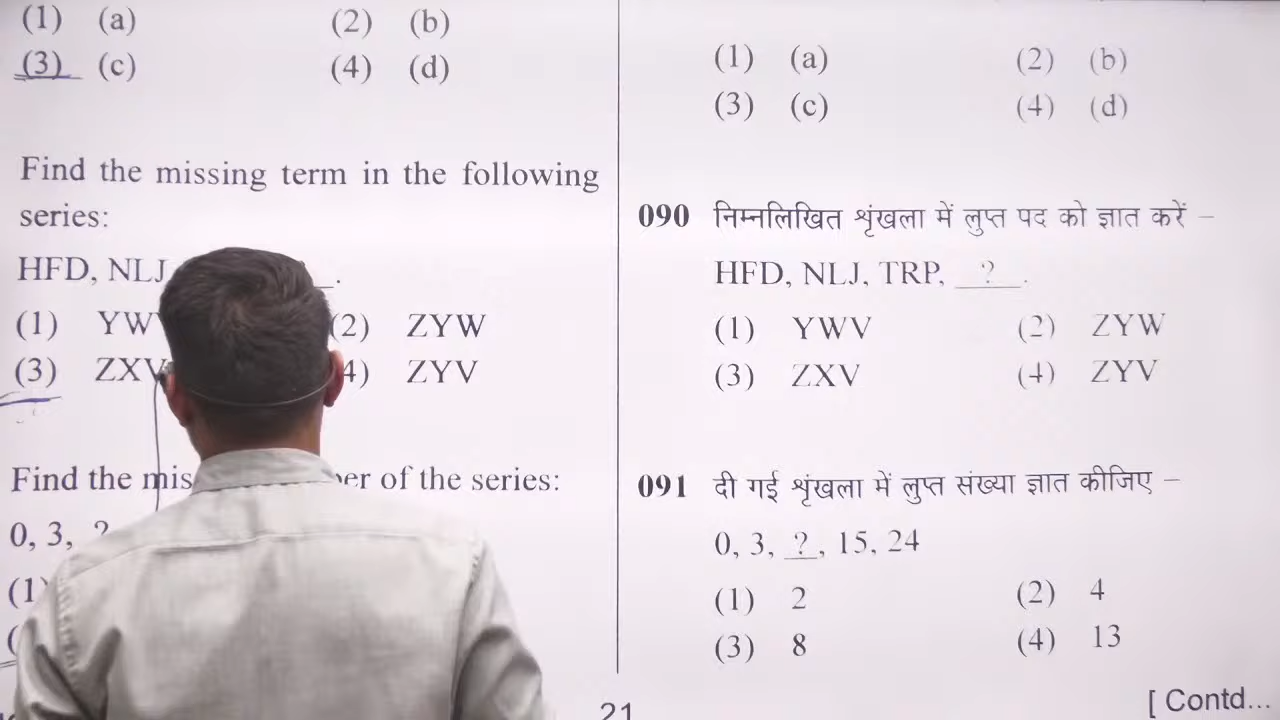 (1) (a) (2) (b)
(3) (c) (4) (d)
Find the missing term in the following
series:
HFD, NLJ
(1) (2) ZYW
(3) 4) ZYV
Find the er of the series:
0, 3, ?
(1)
(1) (a) (2) (b)
(3) (c) (4) (d)
090 निम्नलिखित शृंखला में लुप्त पद को ज्ञात करें –
HFD, NLJ, TRP, ? .
(1) YWV (2) ZYW
(3) ZXV (4) ZYV
091 दी गई शृंखला में लुप्त संख्या ज्ञात कीजिए –
0, 3, ? , 15, 24
(1) 2 (2) 4
(3) 8 (4) 13
21
[ Contd...